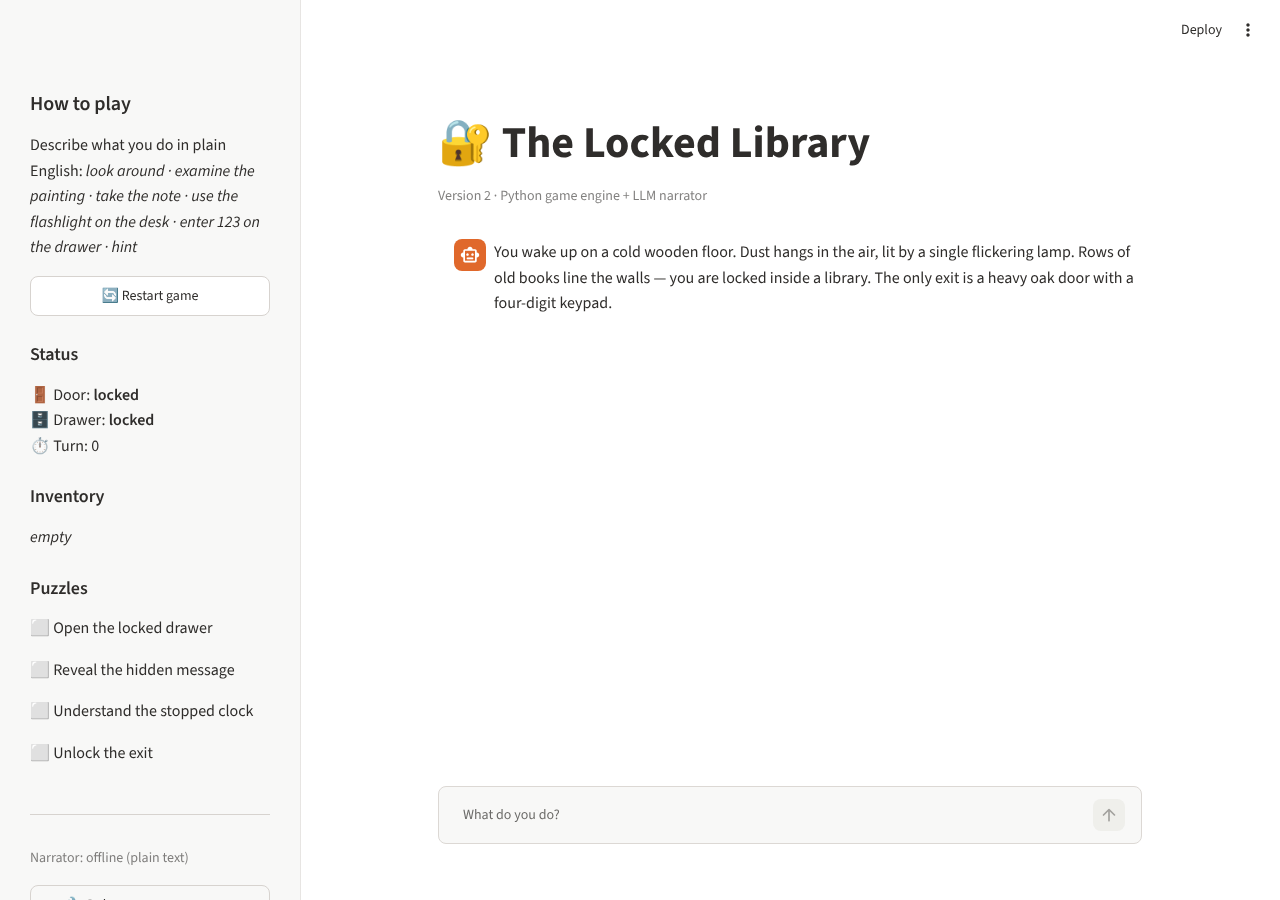 Deploy
How to play
Describe what you do in plain
English: look around · examine the
painting · take the note · use the
flashlight on the desk · enter 123 on
the drawer · hint
Restart game
Status
Door: locked
Drawer: locked
Turn: 0
Inventory
empty
Puzzles
Open the locked drawer
Reveal the hidden message
Understand the stopped clock
Unlock the exit
Narrator: offline (plain text)
The Locked Library
Version 2 · Python game engine + LLM narrator
You wake up on a cold wooden floor. Dust hangs in the air, lit by a single flickering lamp. Rows of
old books line the walls — you are locked inside a library. The only exit is a heavy oak door with a
four-digit keypad.
What do you do?